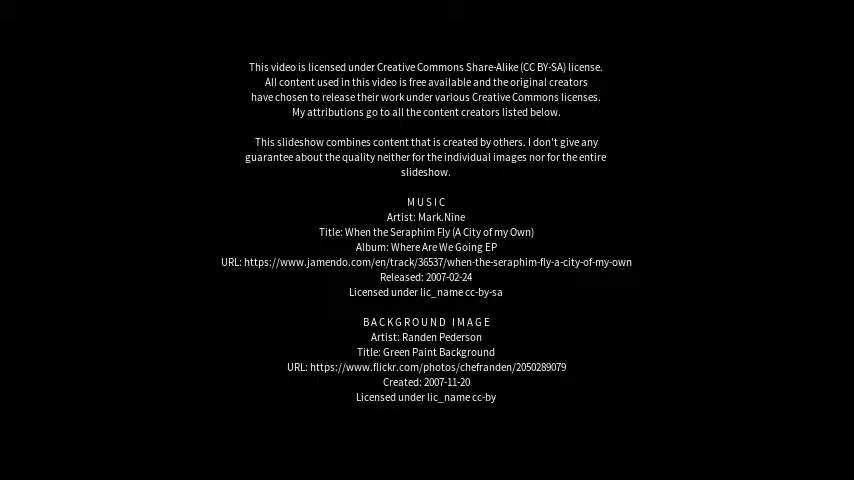 This video is licensed under Creative Commons Share-Alike (CC BY-SA) license.
All content used in this video is free available and the original creators
have chosen to release their work under various Creative Commons licenses.
My attributions go to all the content creators listed below.
This slideshow combines content that is created by others. I don't give any
guarantee about the quality neither for the individual images nor for the entire
slideshow.
MUSIC
Artist: Mark.Nine
Title: When the Seraphim Fly (A City of my Own)
Album: Where Are We Going EP
URL: https://www.jamendo.com/en/track/36537/when-the-seraphim-fly-a-city-of-my-own
Released: 2007-02-24
Licensed under lic_name cc-by-sa
BACKGROUND IMAGE
Artist: Randen Pederson
Title: Green Paint Background
URL: https://www.flickr.com/photos/chefranden/2050289079
Created: 2007-11-20
Licensed under lic_name cc-by